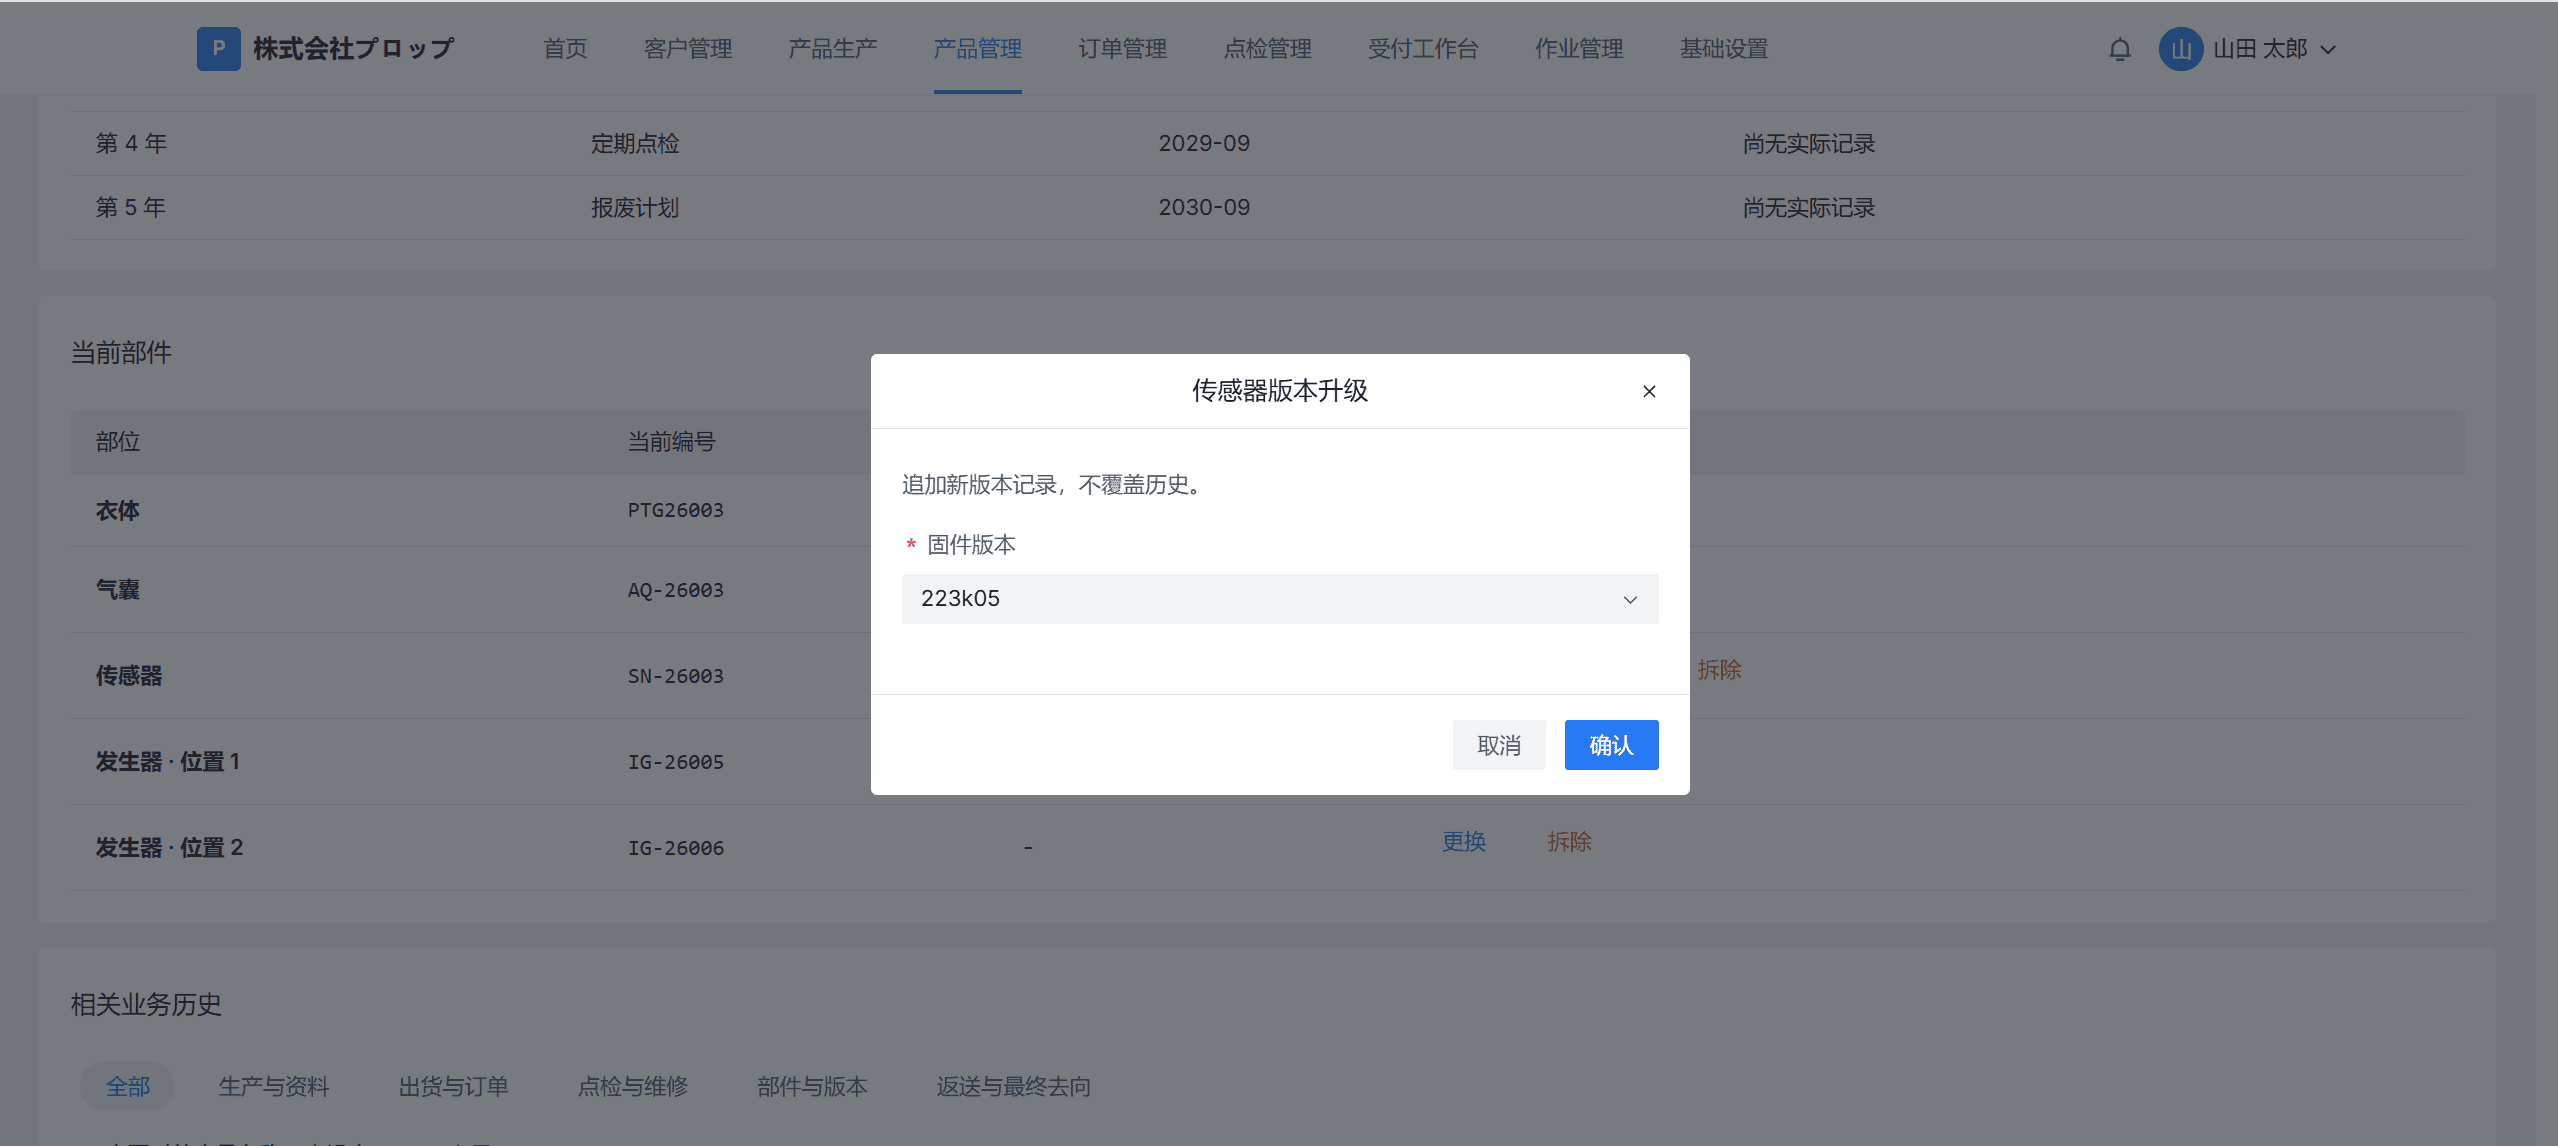 P 株式会社プロップ 首页 客户管理 产品生产 产品管理 订单管理 点检管理 受付工作台 作业管理 基础设置 山 山田 太郎
第 4 年 定期点检 2029-09 尚无实际记录
第 5 年 报废计划 2030-09 尚无实际记录
当前部件
部位 当前编号
衣体 PTG26003
气囊 AQ-26003
传感器 SN-26003 拆除
发生器 · 位置 1 IG-26005
发生器 · 位置 2 IG-26006 - 更换 拆除
传感器版本升级
追加新版本记录，不覆盖历史。
* 固件版本
223k05
取消 确认
相关业务历史
全部 生产与资料 出货与订单 点检与维修 部件与版本 返送与最终去向